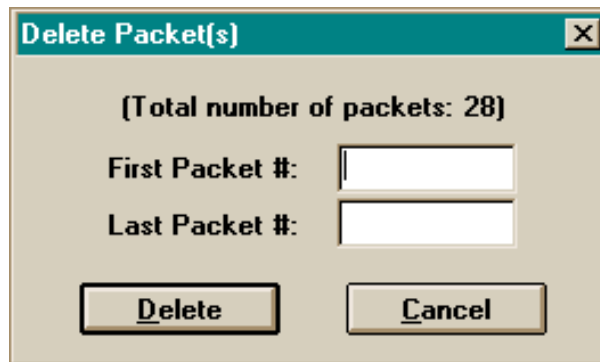 Delete Packet(s)
(Total number of packets: 28)
First Packet #:
Last Packet #:
Delete Cancel